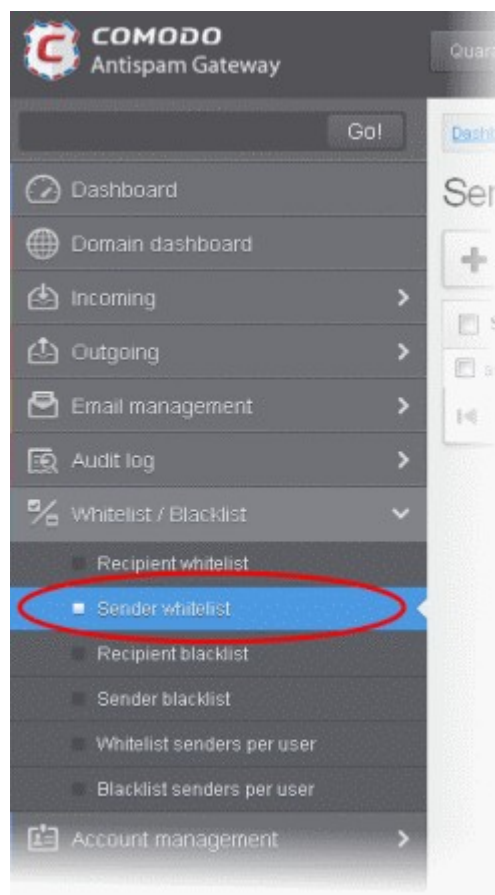 COMODO
Antispam Gateway
Go!
Dashboard
Domain dashboard
Incoming
Outgoing
Email management
Audit log
Whitelist / Blacklist
Recipient whitelist
Sender whitelist
Recipient blacklist
Sender blacklist
Whitelist senders per user
Blacklist senders per user
Account management